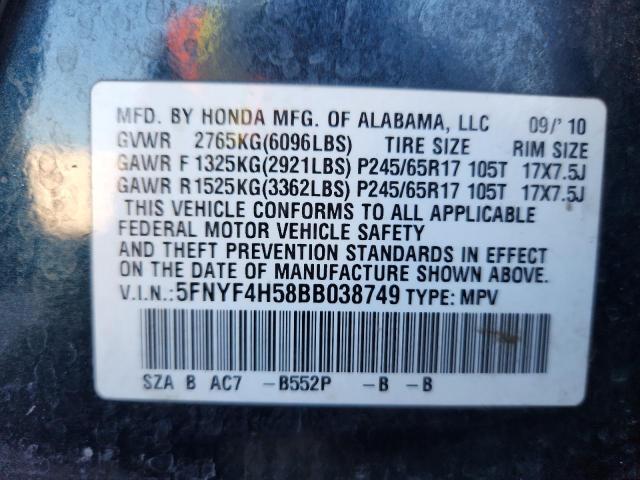 MFD. BY HONDA MFG. OF ALABAMA, LLC 09/'10
GVWR 2765KG(6096LBS) TIRE SIZE RIM SIZE
GAWR F 1325KG(2921LBS) P245/65R17 105T 17X7.5J
GAWR R 1525KG(3362LBS) P245/65R17 105T 17X7.5J
THIS VEHICLE CONFORMS TO ALL APPLICABLE
FEDERAL MOTOR VEHICLE SAFETY
AND THEFT PREVENTION STANDARDS IN EFFECT
ON THE DATE OF MANUFACTURE SHOWN ABOVE.
V.I.N.:5FNYF4H58BB038749 TYPE: MPV
SZA B AC7 -B552P -B -B